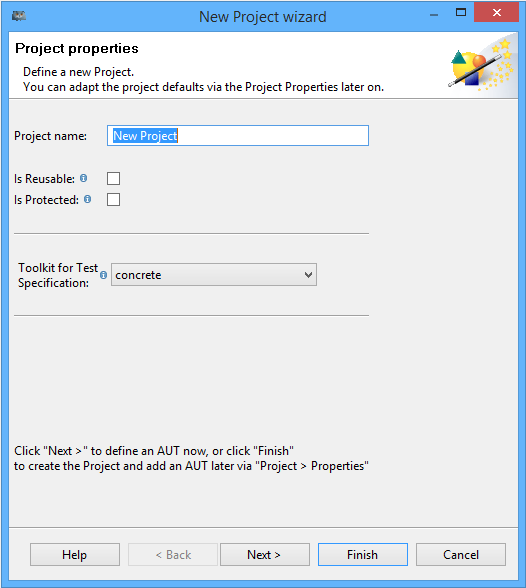 New Project wizard
Project properties
Define a new Project.
You can adapt the project defaults via the Project Properties later on.
Project name: New Project
Is Reusable:
Is Protected:
Toolkit for Test
Specification:
concrete
Click "Next >" to define an AUT now, or click "Finish"
to create the Project and add an AUT later via "Project > Properties"
Help < Back Next > Finish Cancel